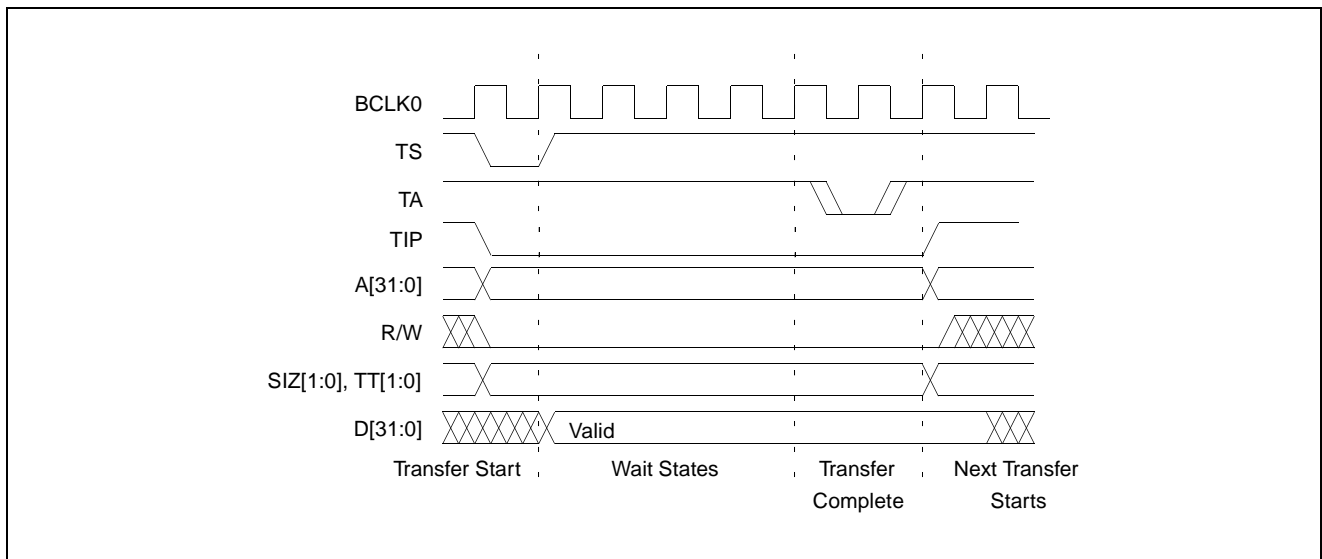 BCLK0
TS
TA
TIP
A[31:0]
R/W
SIZ[1:0], TT[1:0]
D[31:0]
Valid
Transfer Start
Wait States
Transfer
Complete
Next Transfer
Starts